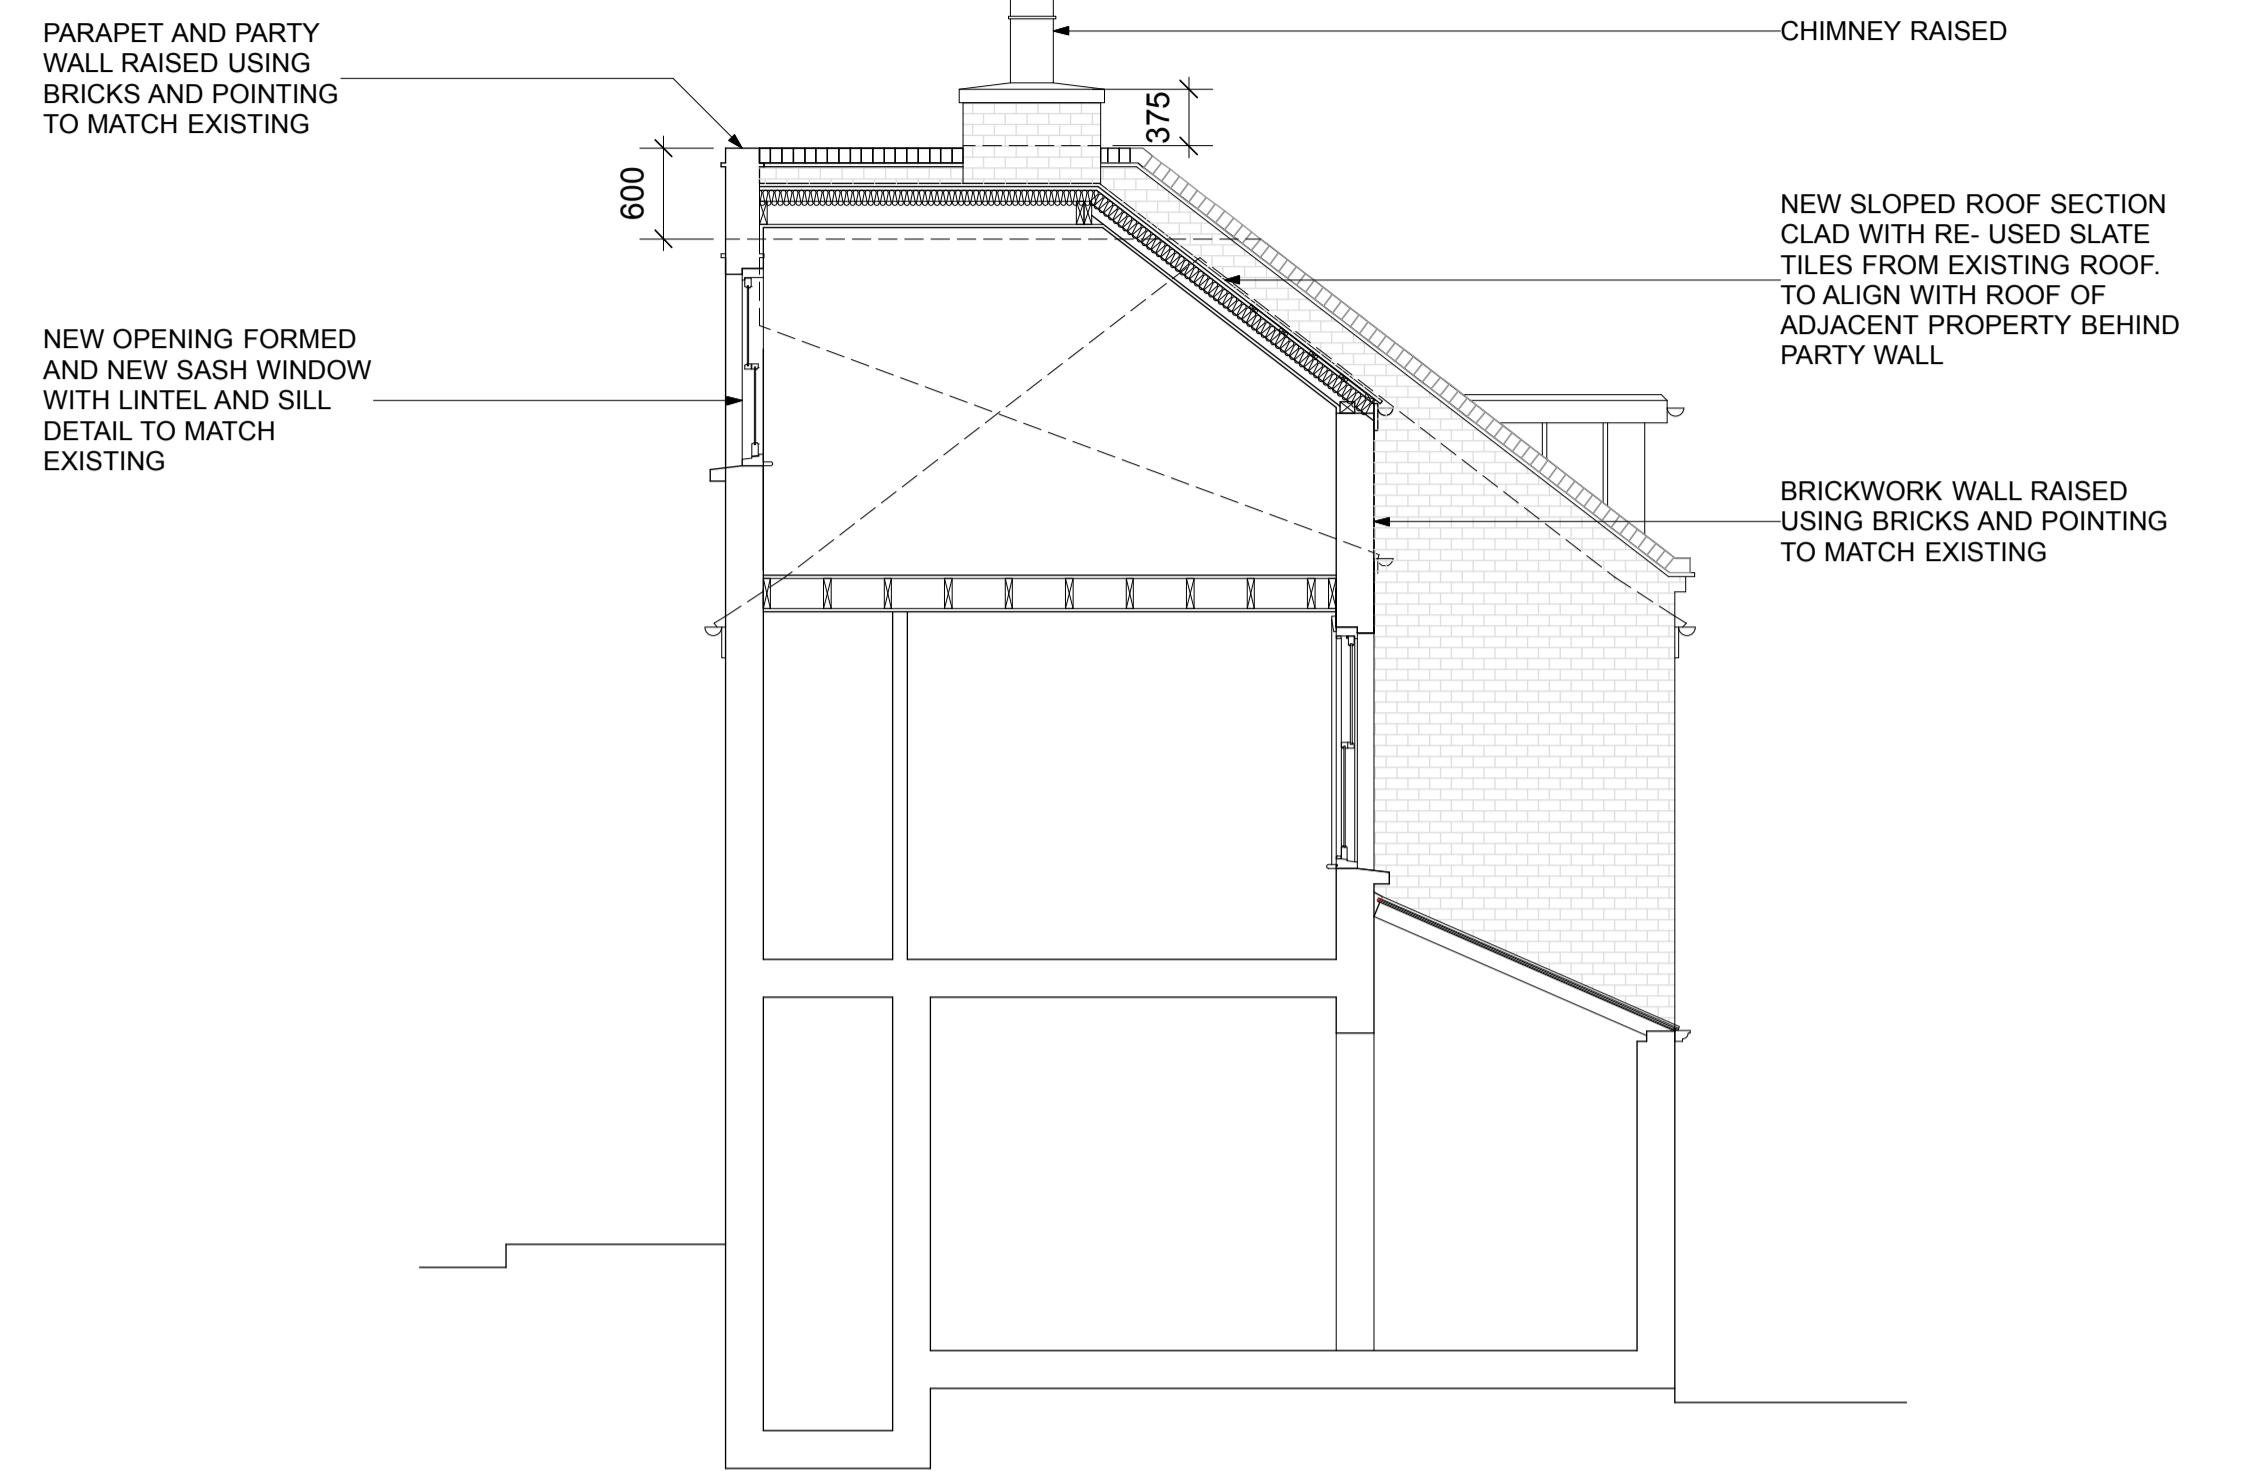 PARAPET AND PARTY
WALL RAISED USING
BRICKS AND POINTING
TO MATCH EXISTING
CHIMNEY RAISED
375
600
NEW SLOPED ROOF SECTION
CLAD WITH RE- USED SLATE
TILES FROM EXISTING ROOF.
TO ALIGN WITH ROOF OF
ADJACENT PROPERTY BEHIND
PARTY WALL
NEW OPENING FORMED
AND NEW SASH WINDOW
WITH LINTEL AND SILL
DETAIL TO MATCH
EXISTING
BRICKWORK WALL RAISED
USING BRICKS AND POINTING
TO MATCH EXISTING